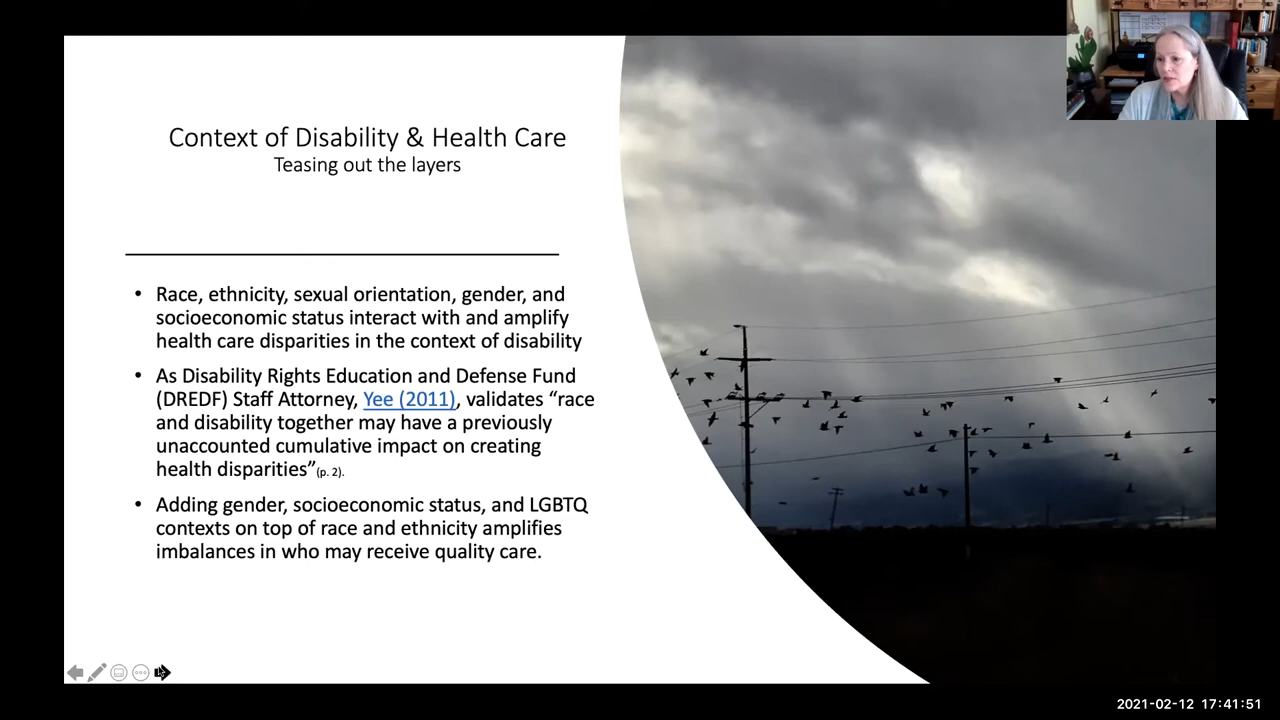 Context of Disability & Health Care
Teasing out the layers
• Race, ethnicity, sexual orientation, gender, and
socioeconomic status interact with and amplify
health care disparities in the context of disability
• As Disability Rights Education and Defense Fund
(DREDF) Staff Attorney, Yee (2011), validates “race
and disability together may have a previously
unaccounted cumulative impact on creating
health disparities”(p. 2).
• Adding gender, socioeconomic status, and LGBTQ
contexts on top of race and ethnicity amplifies
imbalances in who may receive quality care.
2021-02-12 17:41:51